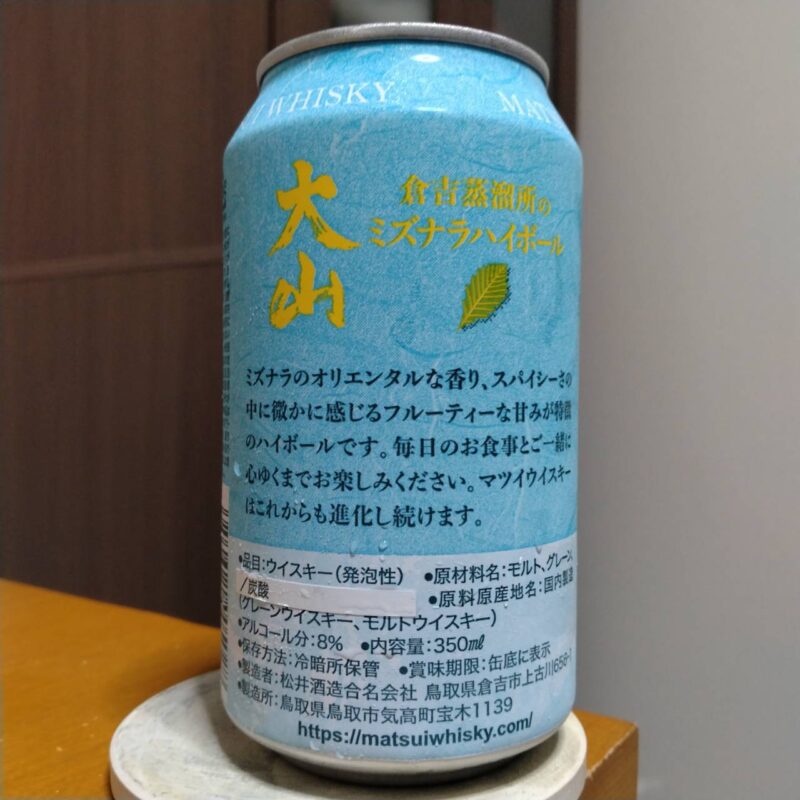 WHISKY MAT
大山
倉吉蒸溜所の
ミズナラハイボール
ミズナラのオリエンタルな香り、スパイシーさの
中に微かに感じるフルーティーな甘みが特徴
のハイボールです。毎日のお食事とご一緒に
心ゆくまでお楽しみください。マツイウイスキー
はこれからも進化し続けます。
•品目:ウイスキー(発泡性) •原材料名:モルト、グレーン、
/炭酸 •原料原産地名:国内製造
(グレーンウイスキー、モルトウイスキー)
•アルコール分:8% •内容量:350㎖
•保存方法:冷暗所保管 •賞味期限:缶底に表示
•製造者:松井酒造合名会社 鳥取県倉吉市上古川656-1
•製造所:鳥取県鳥取市気高町宝木1139
https://matsuiwhisky.com/